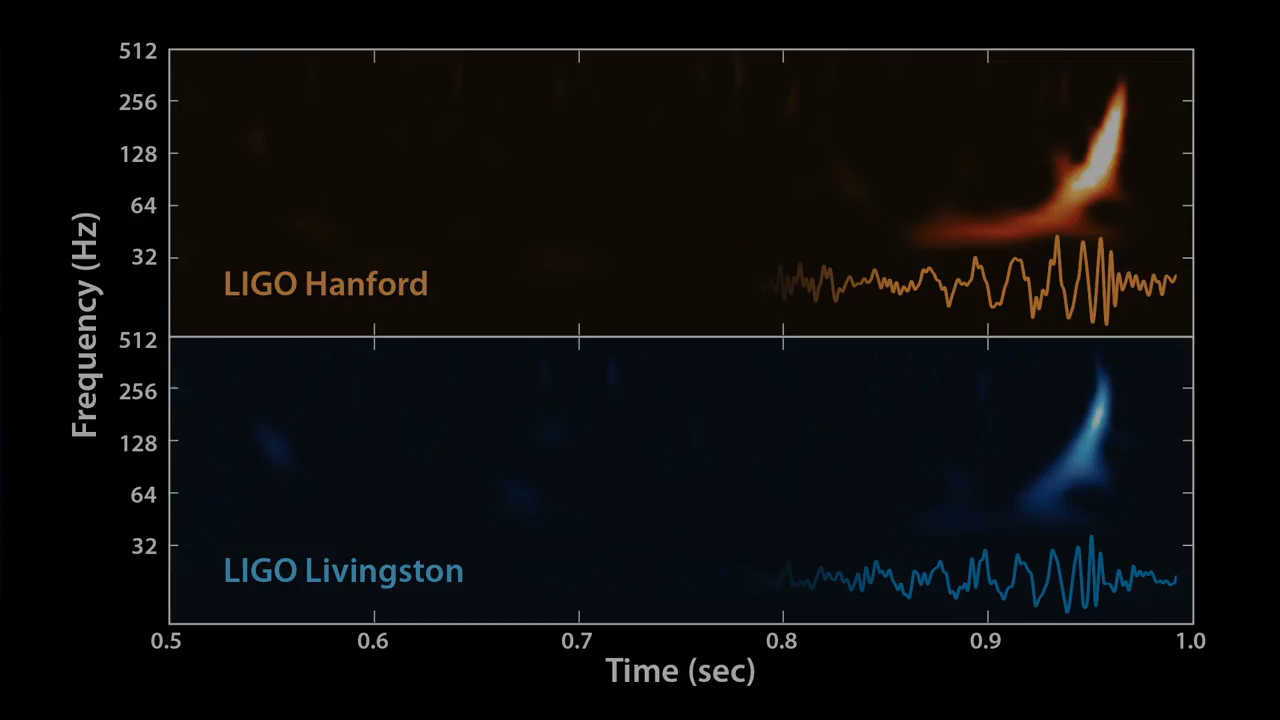 512
256
128
64
32
LIGO Hanford
Frequency (Hz)
512
256
128
64
32
LIGO Livingston
0.5 0.6 0.7 0.8 0.9 1.0
Time (sec)